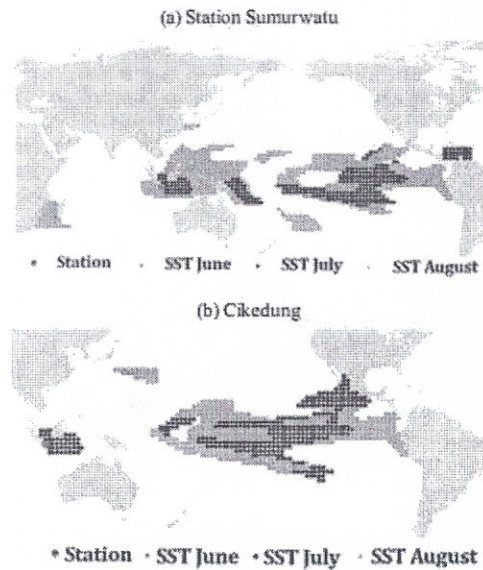 (a) Station Sumurwatu
• Station • SST June • SST July • SST August
(b) Cikedung
• Station • SST June • SST July • SST August